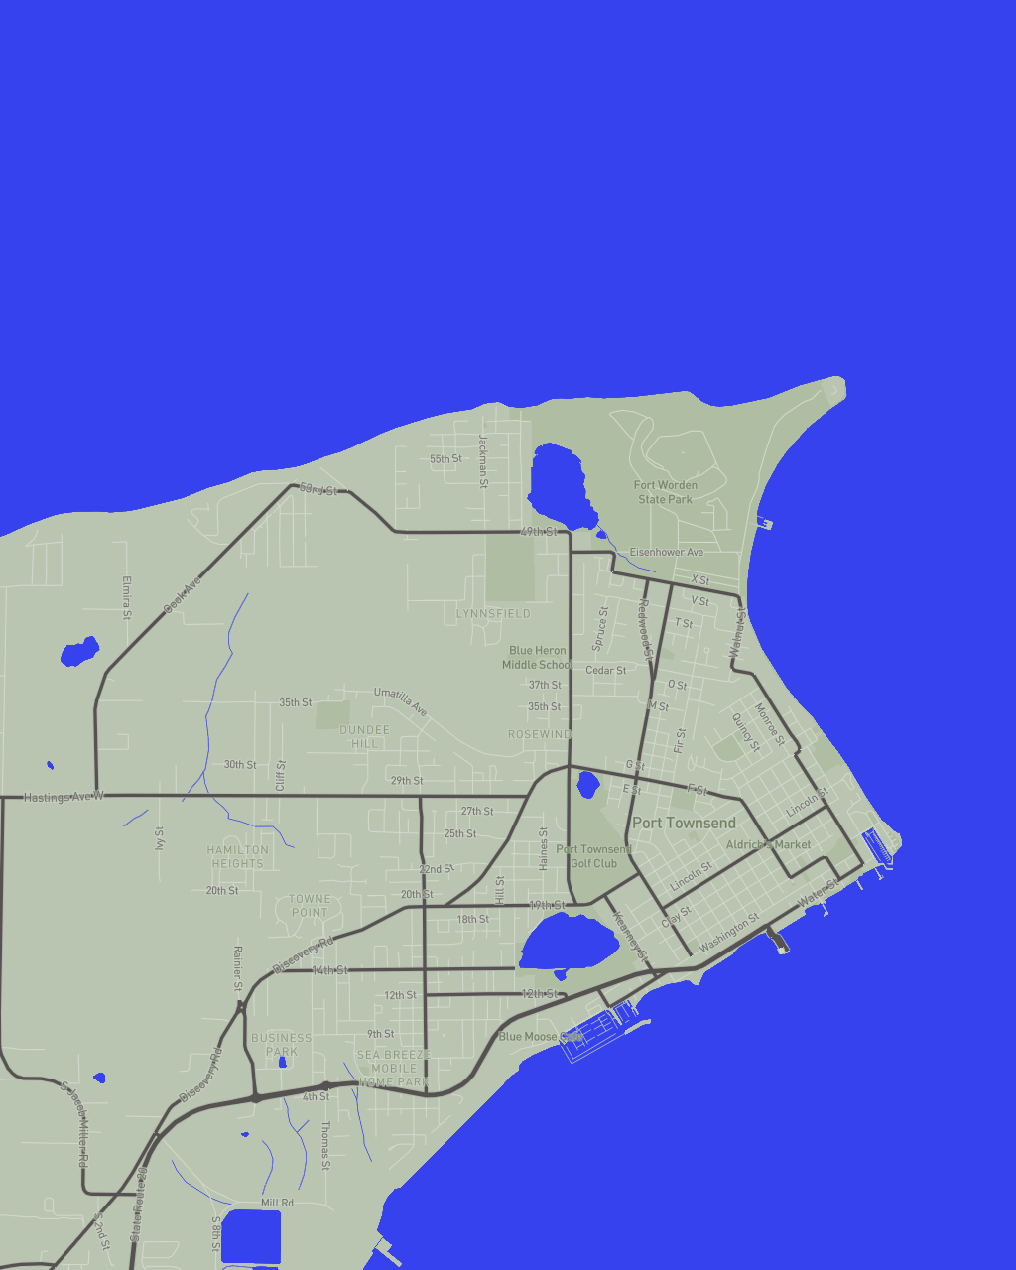 55th St
Jackman St
53rd St
Fort Worden
State Park
49th St
Eisenhower Ave
X St
V St
Elmira St
Cook Ave
LYNNSFIELD
Redwood St
Spruce St
T St
Walnut St
Blue Heron
Middle School
Cedar St
37th St
O St
35th St
Umatilla Ave
35th St
M St
Monroe St
Quincy St
DUNDEE
HILL
ROSEWIND
Fir St
30th St
Cliff St
29th St
G St
E St
F St
Hastings Ave W
Lincoln St
27th St
Port Townsend
Ivy St
25th St
Haines St
Aldrich's Market
HAMILTON
HEIGHTS
Port Townsend
Golf Club
22nd St
Lincoln St
20th St
20th St
Hill St
Water St
TOWNE
POINT
19th St
18th St
Clay St
Kearney St
Washington St
Discovery Rd
Rainier St
14th St
12th St
12th St
9th St
BUSINESS
PARK
Blue Moose Cafe
SEA BREEZE
MOBILE
HOME PARK
Discovery Rd
4th St
S Jacob Miller Rd
Thomas St
State Route 20
Mill Rd
S 2nd St
S 8th St